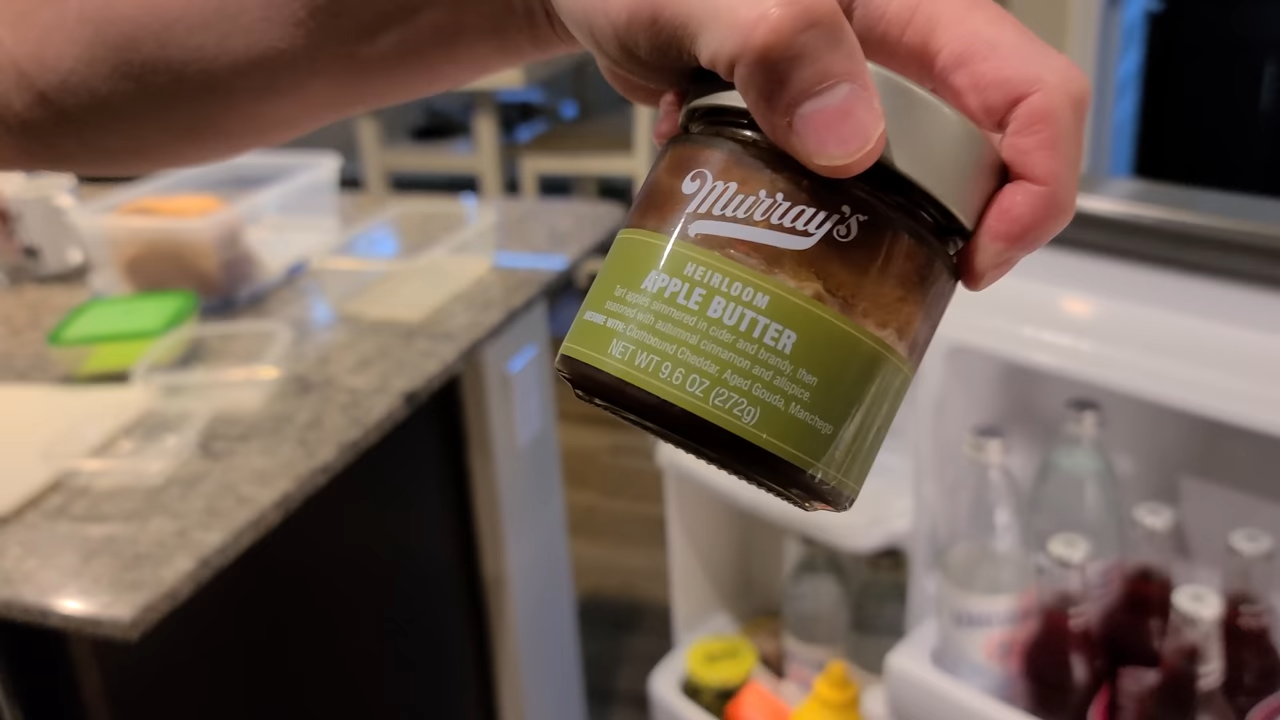 Murray's
HEIRLOOM
APPLE BUTTER
Tart apples simmered in cider and brandy, then
seasoned with autumnal cinnamon and allspice.
Clothbound Cheddar, Aged Gouda, Manchego
NET WT 9.6 OZ (272g)